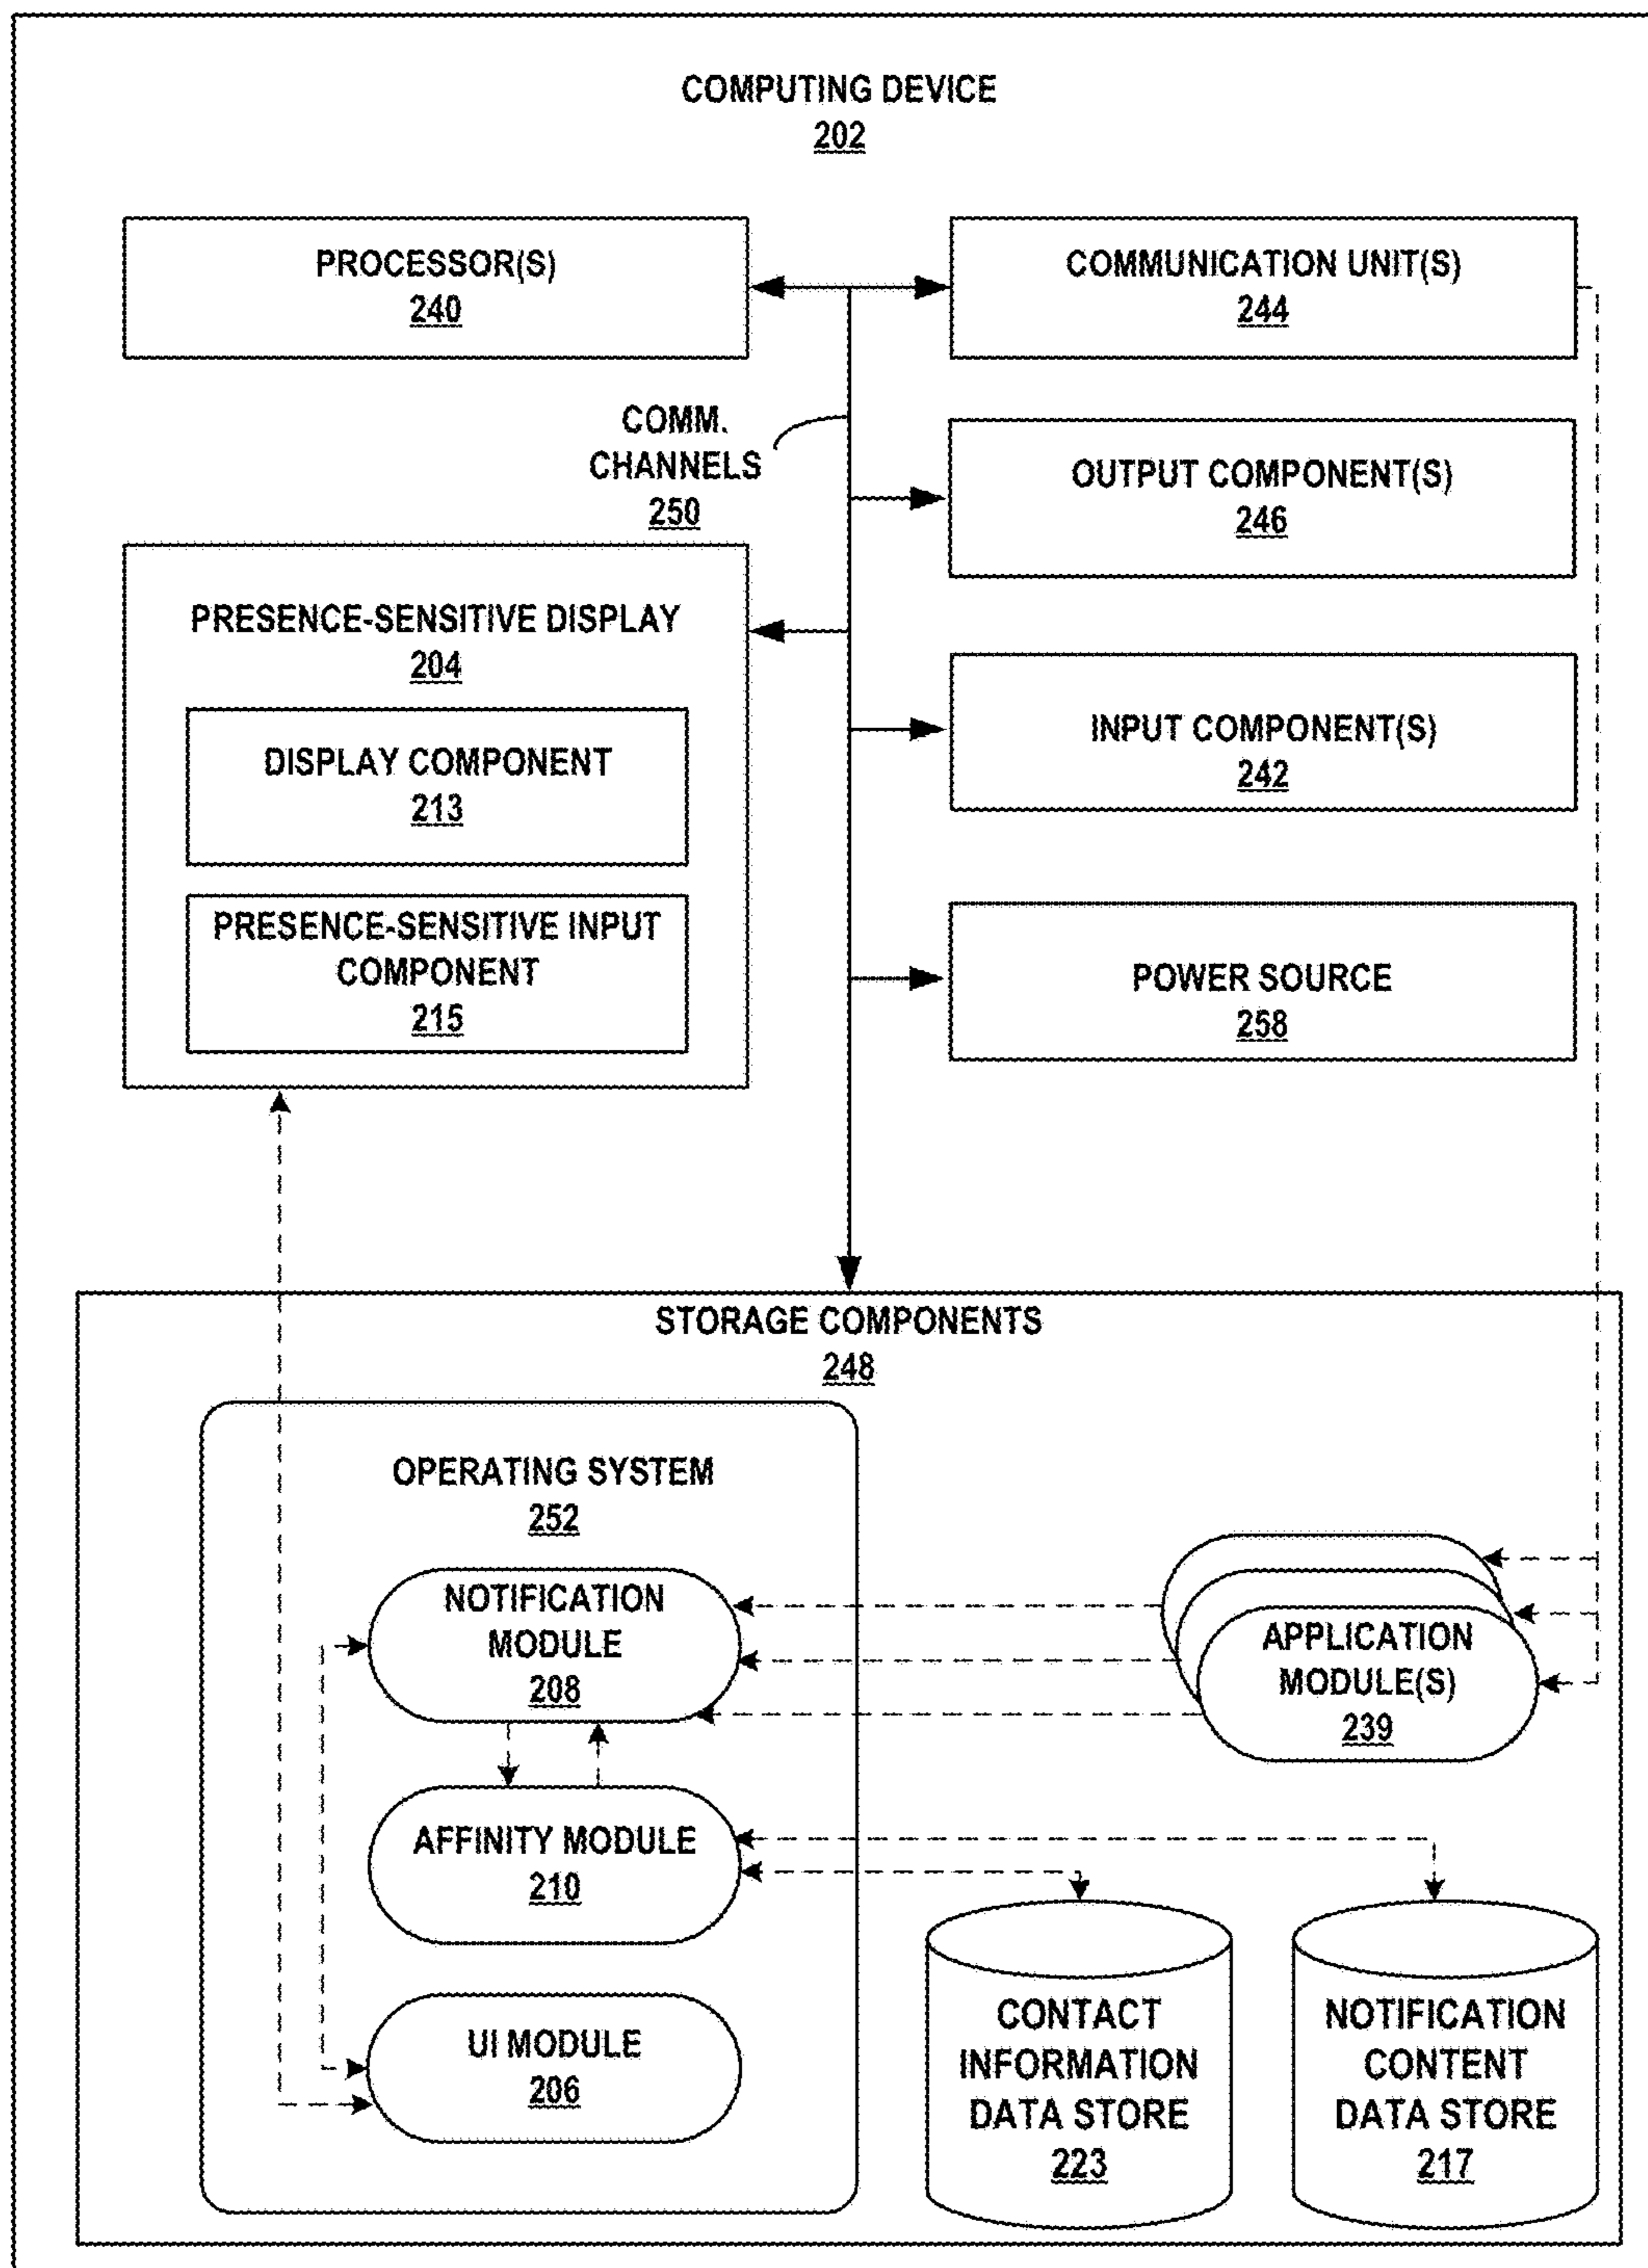 COMPUTING DEVICE
202
PROCESSOR(S)
240
COMMUNICATION UNIT(S)
244
COMM.
CHANNELS
250
OUTPUT COMPONENT(S)
246
PRESENCE-SENSITIVE DISPLAY
204
DISPLAY COMPONENT
213
PRESENCE-SENSITIVE INPUT
COMPONENT
215
INPUT COMPONENT(S)
242
POWER SOURCE
258
STORAGE COMPONENTS
248
OPERATING SYSTEM
252
NOTIFICATION
MODULE
208
APPLICATION
MODULE(S)
239
AFFINITY MODULE
210
UI MODULE
206
CONTACT
INFORMATION
DATA STORE
223
NOTIFICATION
CONTENT
DATA STORE
217